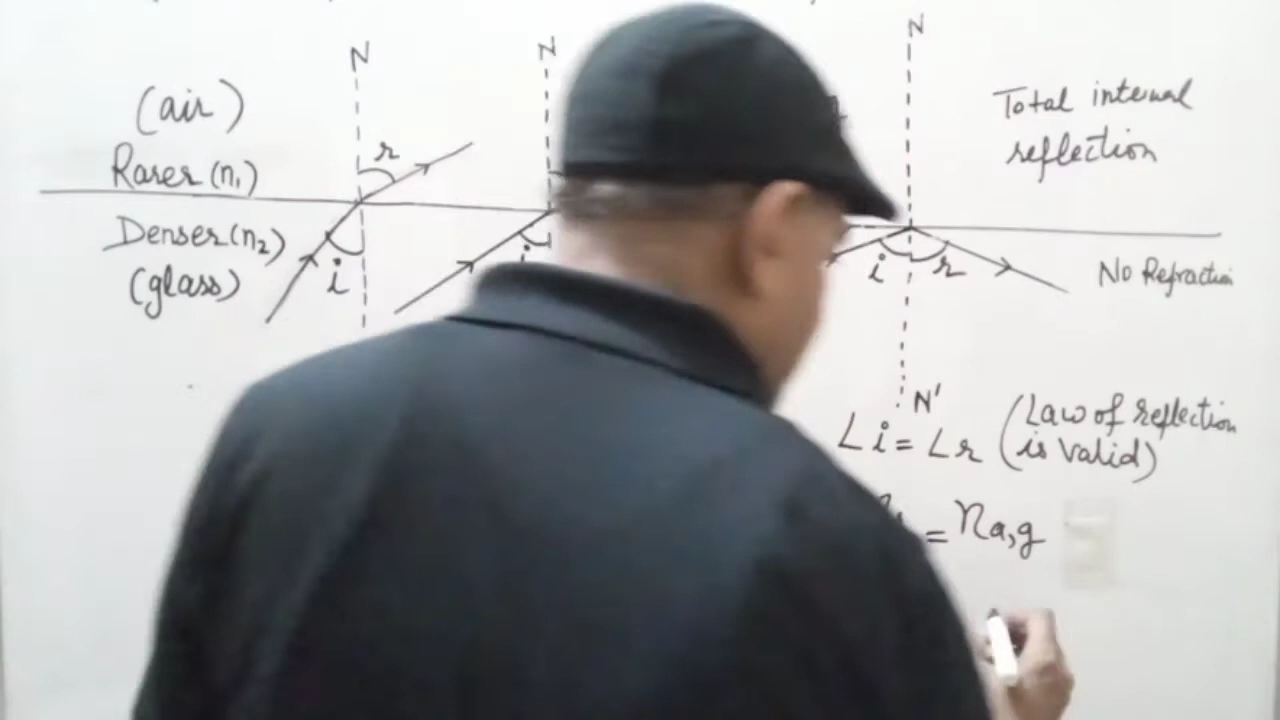 N N N
(air)
Rarer (n₁)
r
Total internal
reflection
Denser (n₂)
(glass)
i
i
i r
No Refraction
N'
∠i = ∠r (Law of reflection
is valid)
= na,g